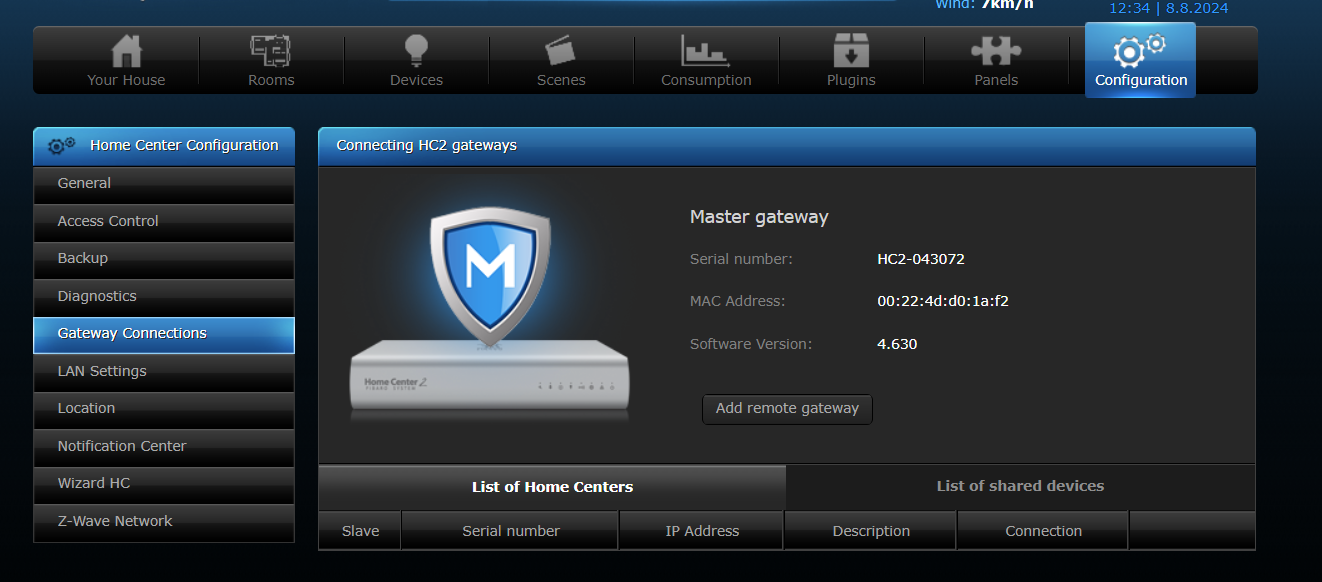 wind: 7km/h
12:34 | 8.8.2024
Your House
Rooms
Devices
Scenes
Consumption
Plugins
Panels
Configuration
Home Center Configuration
General
Access Control
Backup
Diagnostics
Gateway Connections
LAN Settings
Location
Notification Center
Wizard HC
Z-Wave Network
Connecting HC2 gateways
M
Home Center 2
FIBARO SYSTEM
Master gateway
Serial number: HC2-043072
MAC Address: 00:22:4d:d0:1a:f2
Software Version: 4.630
Add remote gateway
List of Home Centers
List of shared devices
Slave
Serial number
IP Address
Description
Connection